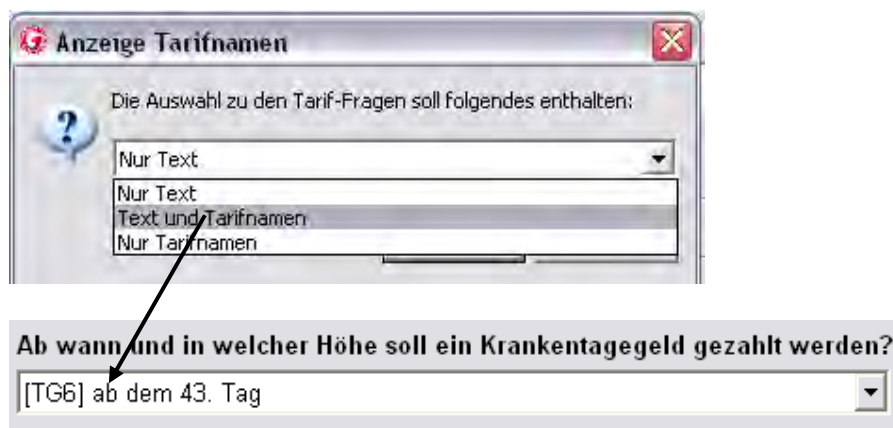 Anzeige Tarifnamen
Die Auswahl zu den Tarif-Fragen soll folgendes enthalten:
Nur Text
Nur Text
Text und Tarifnamen
Nur Tarifnamen
Ab wann und in welcher Höhe soll ein Krankentagegeld gezahlt werden?
[TG6] ab dem 43. Tag